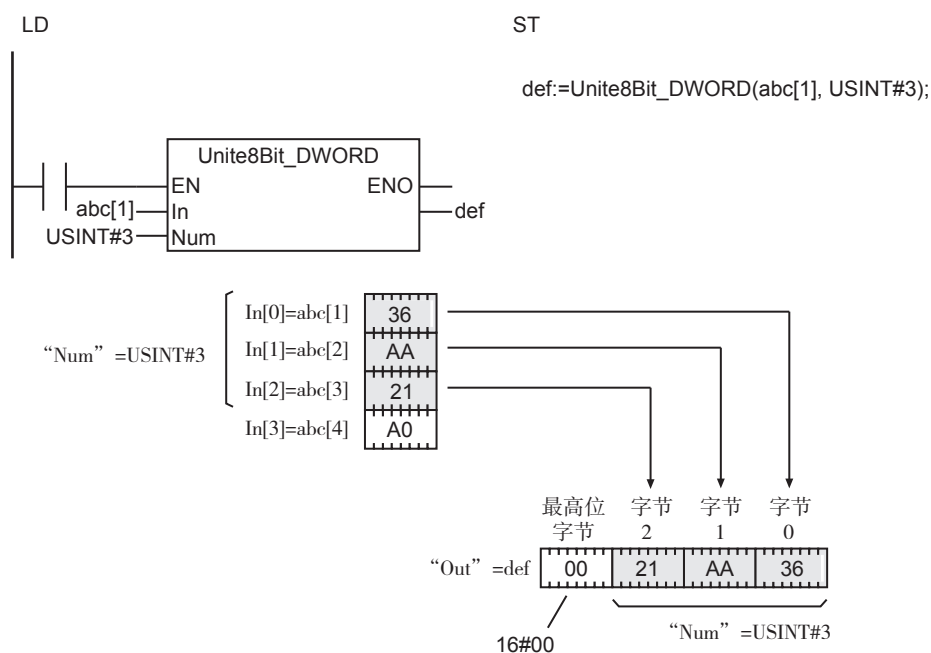 LD
ST
def:=Unite8Bit_DWORD(abc[1], USINT#3);
Unite8Bit_DWORD
EN
ENO
abc[1]
In
def
USINT#3
Num
“Num” =USINT#3
In[0]=abc[1]
36
In[1]=abc[2]
AA
In[2]=abc[3]
21
In[3]=abc[4]
A0
最高位
字节
字节
2
字节
1
字节
0
“Out” =def
00
21
AA
36
16#00
“Num” =USINT#3